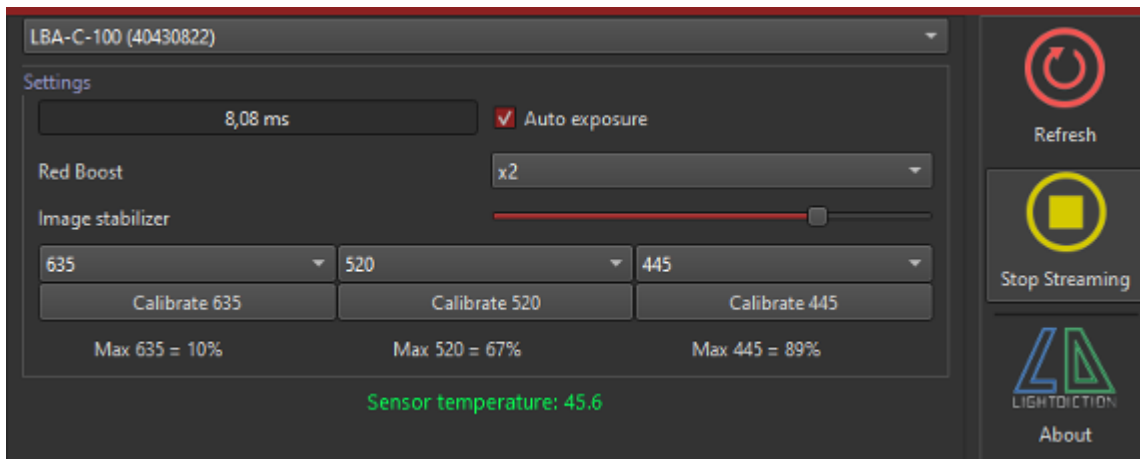 LBA-C-100 (40430822)
Settings
8,08 ms
Auto exposure
Red Boost
x2
Image stabilizer
635
520
445
Calibrate 635
Calibrate 520
Calibrate 445
Max 635 = 10%
Max 520 = 67%
Max 445 = 89%
Sensor temperature: 45.6
Refresh
Stop Streaming
LIGHTDICTION
About